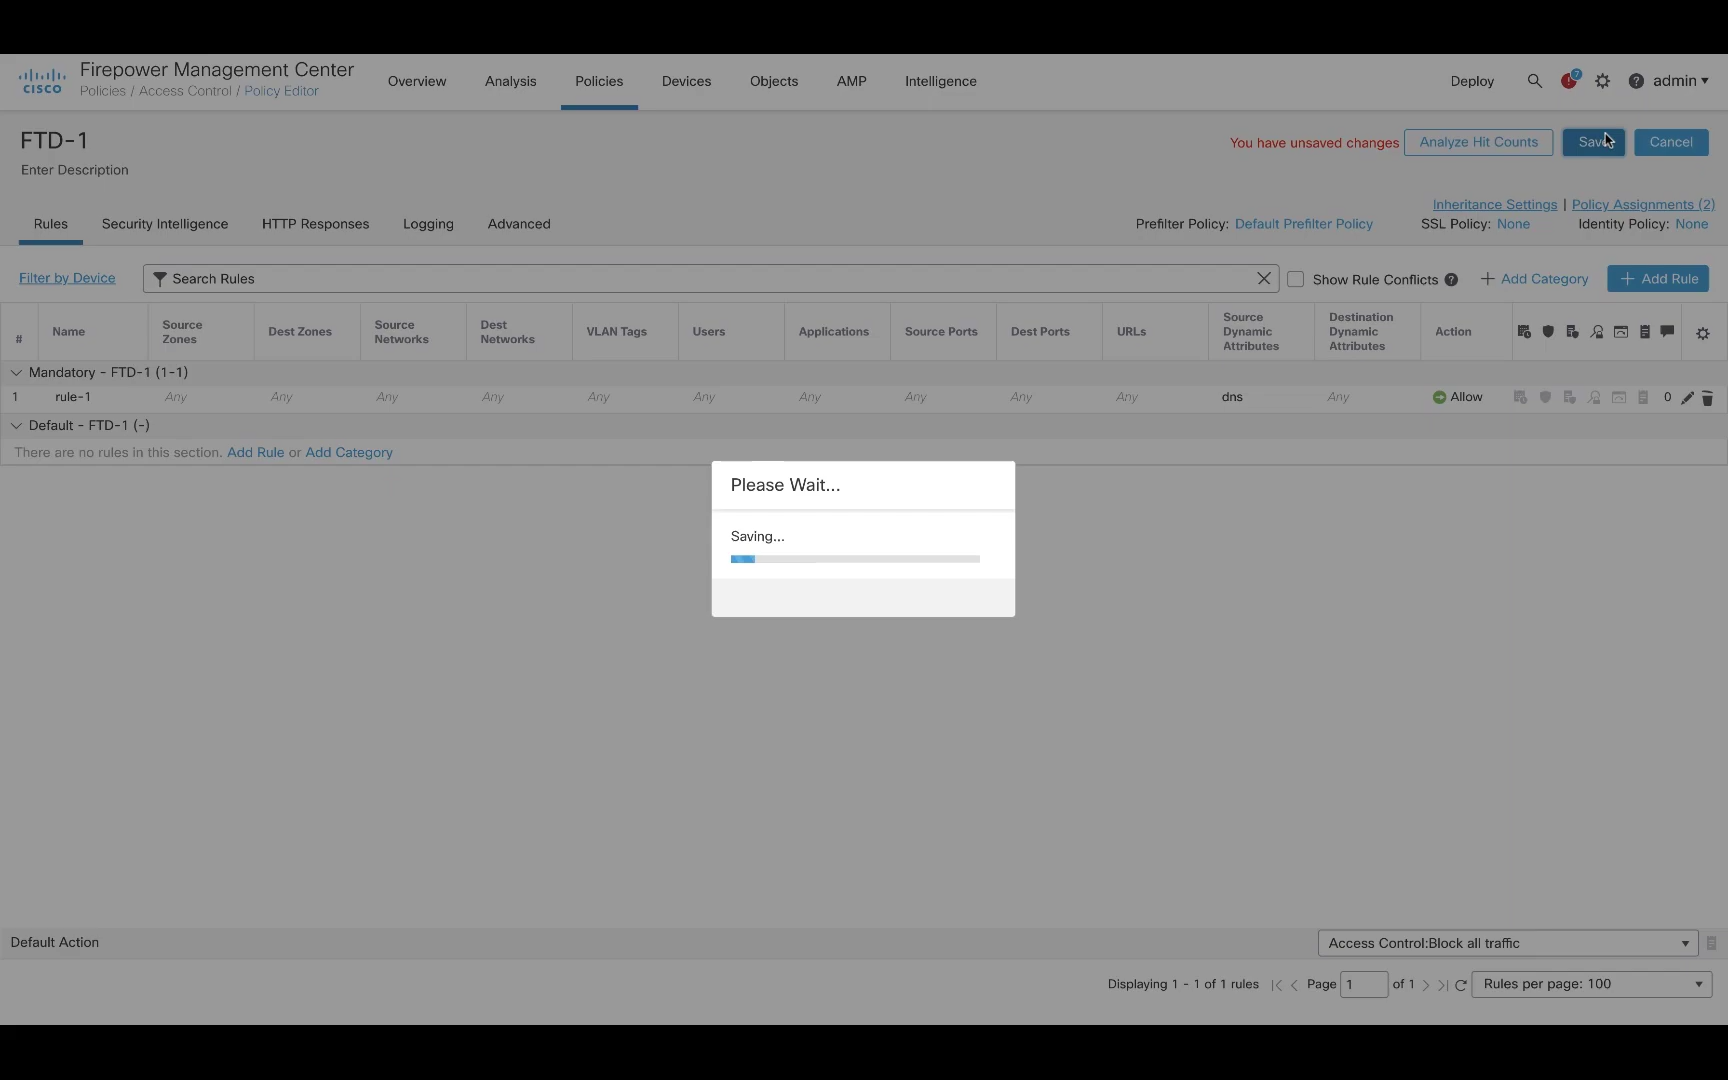 Firepower Management Center
CISCO Policies / Access Control / Policy Editor
Overview Analysis Policies Devices Objects AMP Intelligence
Deploy 7 ? admin
FTD-1
Enter Description
You have unsaved changes Analyze Hit Counts Cancel
Inheritance Settings | Policy Assignments (2)
Rules Security Intelligence HTTP Responses Logging Advanced
Prefilter Policy: Default Prefilter Policy SSL Policy: None Identity Policy: None
Filter by Device Search Rules Show Rule Conflicts ? + Add Category + Add Rule
# Name Source Zones Dest Zones Source Networks Dest Networks VLAN Tags Users Applications Source Ports Dest Ports URLs Source Dynamic Attributes Destination Dynamic Attributes Action
Mandatory - FTD-1 (1-1)
1 rule-1 Any Any Any Any Any Any Any Any Any Any dns Any Allow 0
Default - FTD-1 (-)
There are no rules in this section. Add Rule or Add Category
Please Wait...
Saving...
Default Action
Access Control:Block all traffic
Displaying 1 - 1 of 1 rules Page 1 of 1 Rules per page: 100